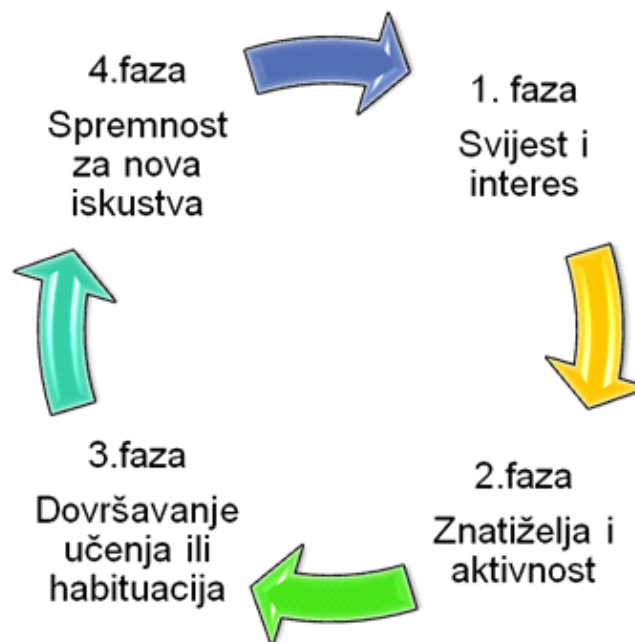 1. faza
Svijest i
interes
2.faza
Znatiželja i
aktivnost
3.faza
Dovršavanje
učenja ili
habituacija
4.faza
Spremnost
za nova
iskustva